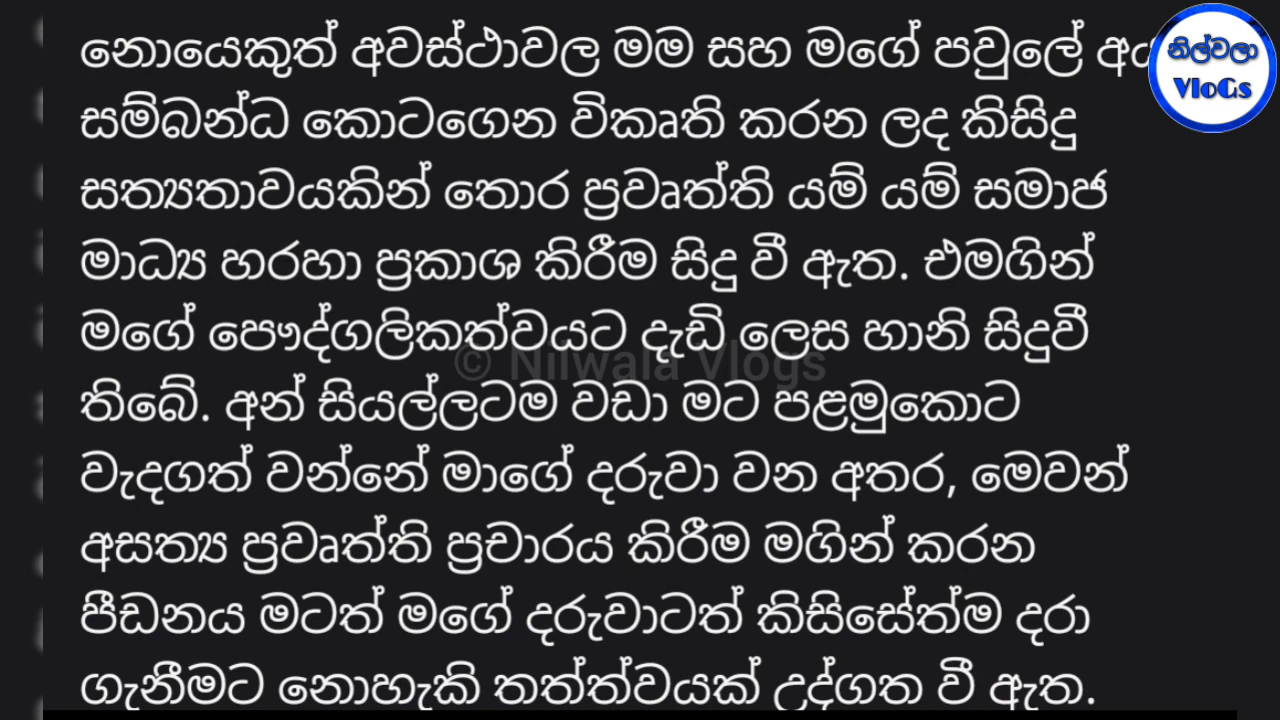 නොයෙකුත් අවස්ථාවල මම සහ මගේ පවුලේ
සම්බන්ධ කොටගෙන විකෘති කරන ලද කිසිදු
සත්‍යතාවයකින් තොර ප්‍රවෘත්ති යම් යම් සමාජ
මාධ්‍ය හරහා ප්‍රකාශ කිරීම සිදු වී ඇත. එමගින්
මගේ පෞද්ගලිකත්වයට දැඩි ලෙස හානි සිදුවී
තිබේ. අන් සියල්ලටම වඩා මට පළමුකොට
වැදගත් වන්නේ මාගේ දරුවා වන අතර, මෙවන්
අසත්‍ය ප්‍රවෘත්ති ප්‍රචාරය කිරීම මගින් කරන
පීඩනය මටත් මගේ දරුවාටත් කිසිසේත්ම දරා
ගැනීමට නොහැකි තත්ත්වයක් උද්ගත වී ඇත.
නිල්වලා
VloGs
© Nilwala Vlogs